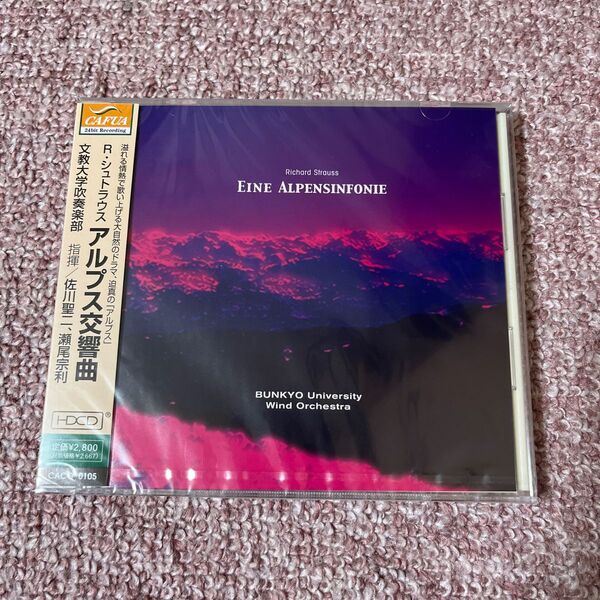 CAFUA
24bit Recording
溢れる情熱で歌い上げる大自然のドラマ、迫真の「アルプス」
R・シュトラウス アルプス交響曲
文教大学吹奏楽部 指揮/佐川聖二、瀬尾宗利
HDCD®
定価¥2,800
0105
Richard Strauss
EINE ALPENSINFONIE
BUNKYO University
Wind Orchestra